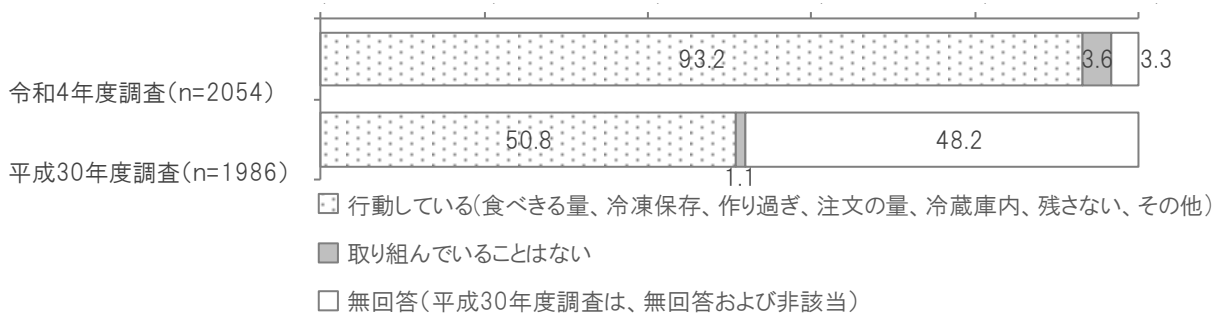 93.2
3.6
3.3
令和4年度調査(n=2054)
50.8
48.2
平成30年度調査(n=1986)
1.1
行動している(食べきる量、冷凍保存、作り過ぎ、注文の量、冷蔵庫内、残さない、その他)
取り組んでいることはない
無回答(平成30年度調査は、無回答および非該当)